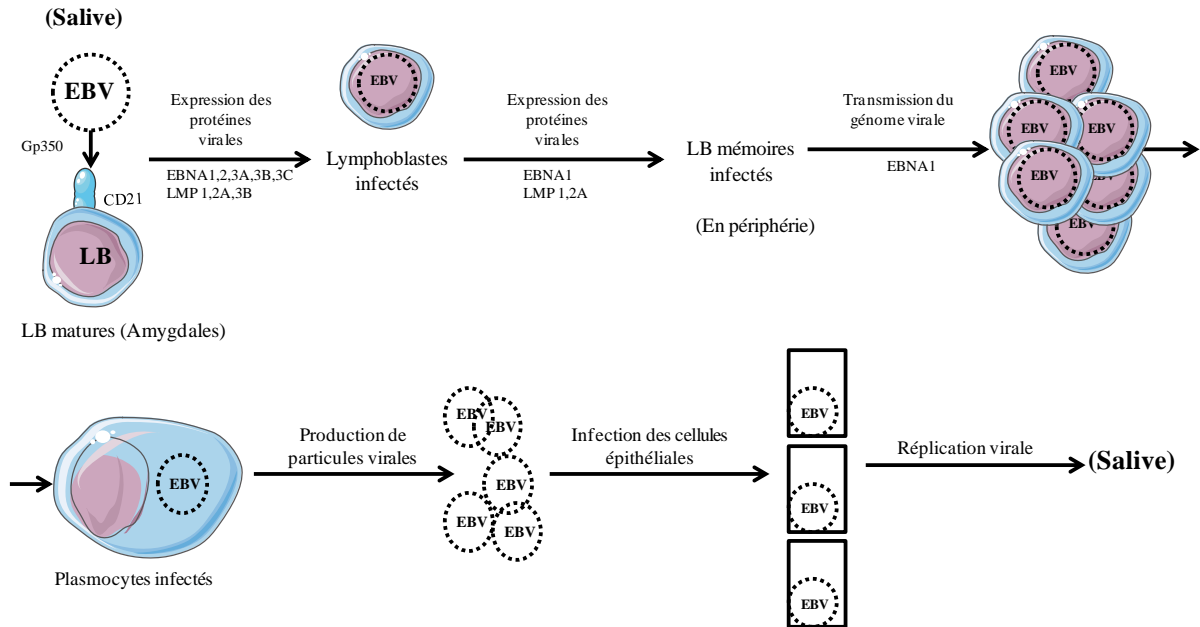 (Salive)
EBV
Gp350
CD21
LB
LB matures (Amygdales)
Expression des
protéines
virales
EBNA1,2,3A,3B,3C
LMP 1,2A,3B
EBV
Lymphoblastes
infectés
Expression des
protéines
virales
EBNA1
LMP 1,2A
LB mémoires
infectés
(En périphérie)
Transmission du
génome virale
EBNA1
EBV
EBV
EBV
EBV
EBV
EBV
EBV
Plasmocytes infectés
Production de
particules virales
EBV
EBV
EBV
EBV
EBV
Infection des cellules
épithéliales
EBV
EBV
EBV
Réplication virale
(Salive)